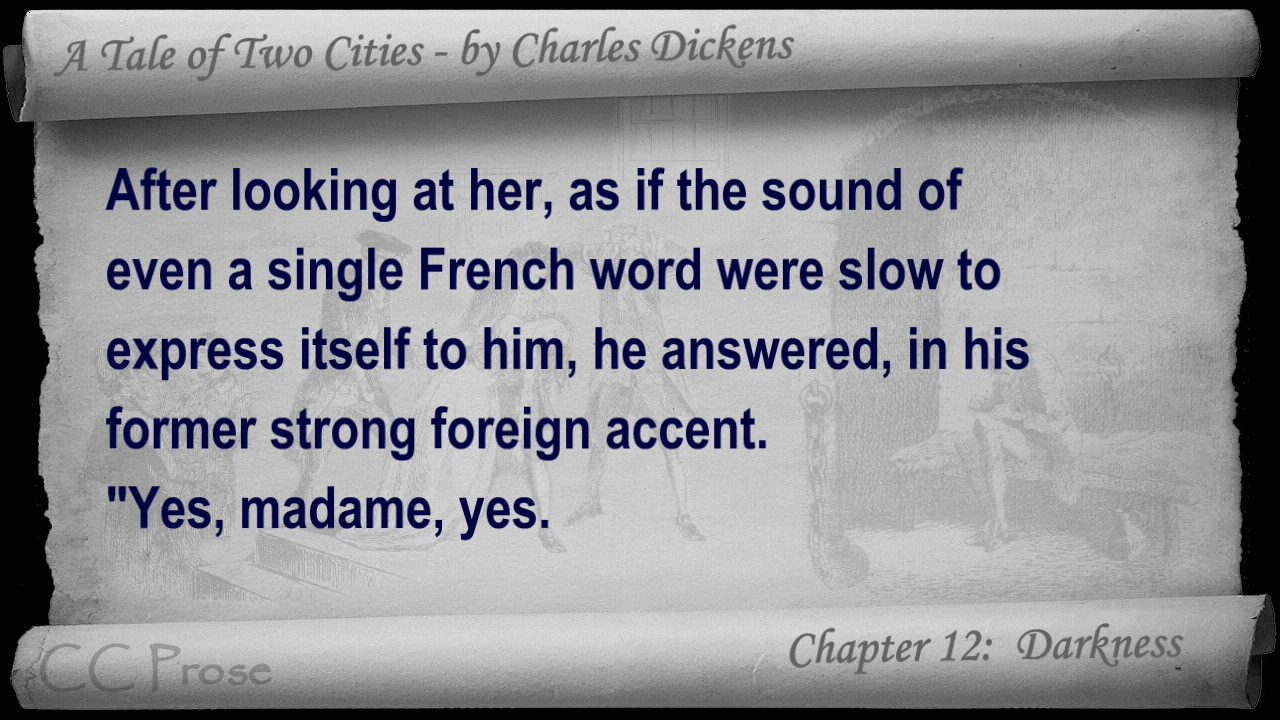 A Tale of Two Cities - by Charles Dickens
After looking at her, as if the sound of
even a single French word were slow to
express itself to him, he answered, in his
former strong foreign accent.
"Yes, madame, yes.
Chapter 12: Darkness
CC Prose